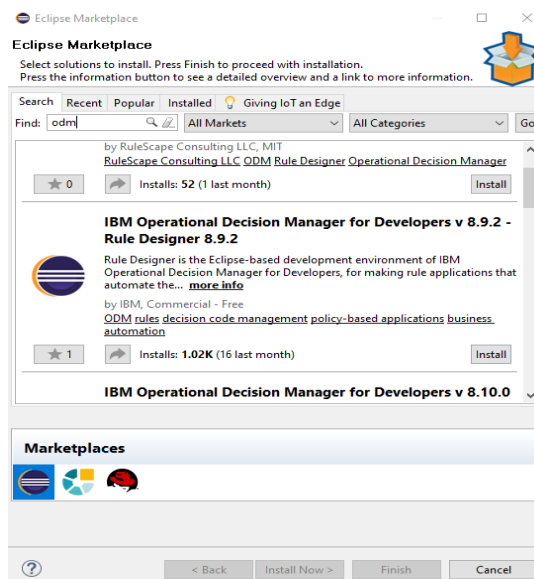 Eclipse Marketplace
Eclipse Marketplace
Select solutions to install. Press Finish to proceed with installation.
Press the information button to see a detailed overview and a link to more information.
Search Recent Popular Installed Giving IoT an Edge
Find: odm All Markets All Categories Go
by RuleScape Consulting LLC, MIT
RuleScape Consulting LLC ODM Rule Designer Operational Decision Manager
0 Installs: 52 (1 last month) Install
IBM Operational Decision Manager for Developers v 8.9.2 -
Rule Designer 8.9.2
Rule Designer is the Eclipse-based development environment of IBM
Operational Decision Manager for Developers, for making rule applications that
automate the... more info
by IBM, Commercial - Free
ODM rules decision code management policy-based applications business
automation
1 Installs: 1.02K (16 last month) Install
IBM Operational Decision Manager for Developers v 8.10.0
Marketplaces
? < Back Install Now > Finish Cancel